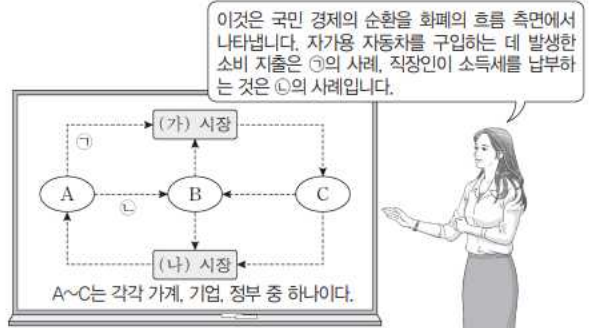 이것은 국민 경제의 순환을 화폐의 흐름 측면에서
나타냅니다. 자가용 자동차를 구입하는 데 발생한
소비 지출은 ㉠의 사례, 직장인이 소득세를 납부하
는 것은 ㉡의 사례입니다.
(가) 시장
㉠
A
B
C
㉡
(나) 시장
A~C는 각각 가계, 기업, 정부 중 하나이다.